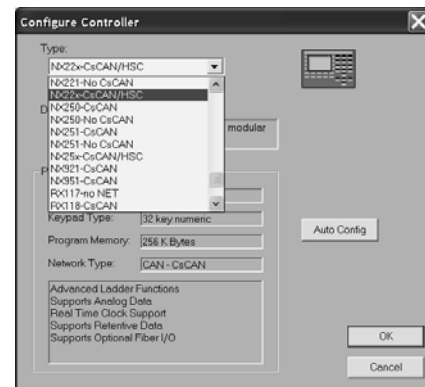 Configure Controller
Type:
NX22x-CsCAN/HSC
NX221-No CsCAN
NX22x-CsCAN/HSC
NX250-CsCAN
D
NX250-No CsCAN
NX251-CsCAN
modular
NX251-No CsCAN
NX25x-CsCAN/HSC
P
NX921-CsCAN
NX951-CsCAN
RX117-no NET
RX118-CsCAN
Keypad Type: 32 key numeric
Auto Config
Program Memory: 256 K Bytes
Network Type: CAN - CsCAN
Advanced Ladder Functions
Supports Analog Data
Real Time Clock Support
Supports Retentive Data
Supports Optional Fiber I/O
OK
Cancel